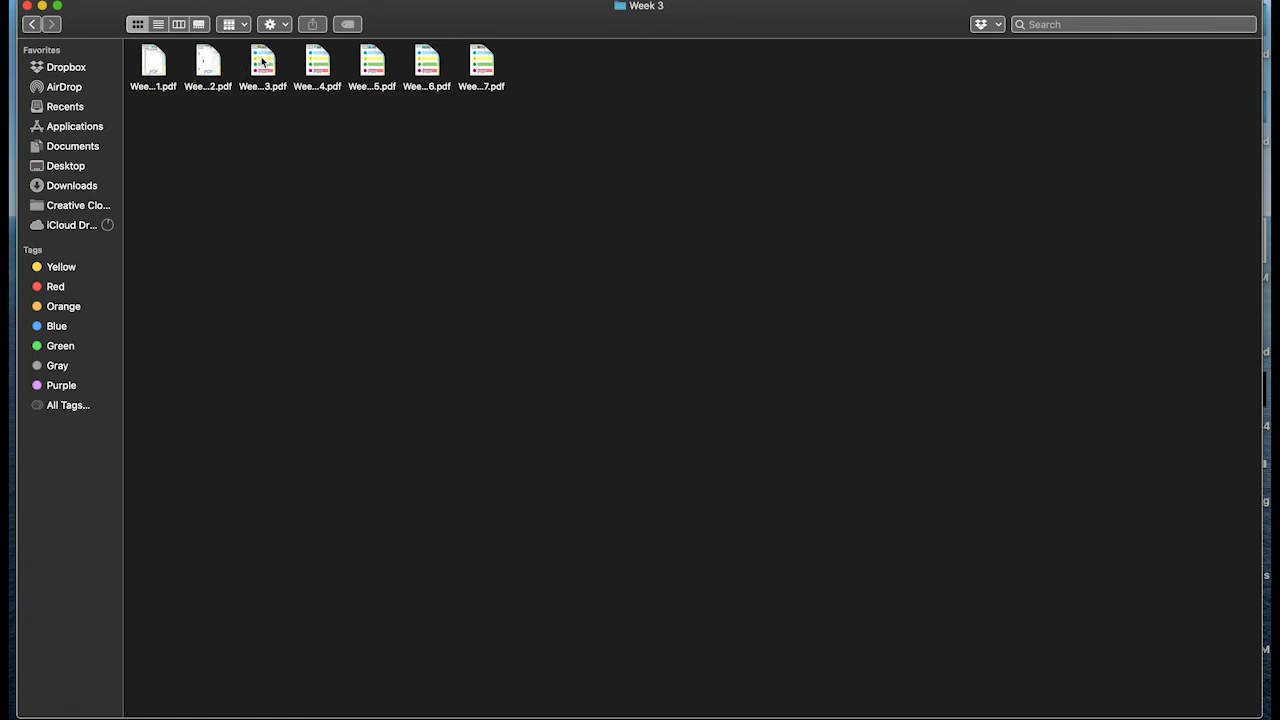 Week 3
Search
Favorites
Dropbox
AirDrop
Recents
Applications
Documents
Desktop
Downloads
Creative Clo...
iCloud Dr...
Tags
Yellow
Red
Orange
Blue
Green
Gray
Purple
All Tags...
Wee...1.pdf Wee...2.pdf Wee...3.pdf Wee...4.pdf Wee...5.pdf Wee...6.pdf Wee...7.pdf